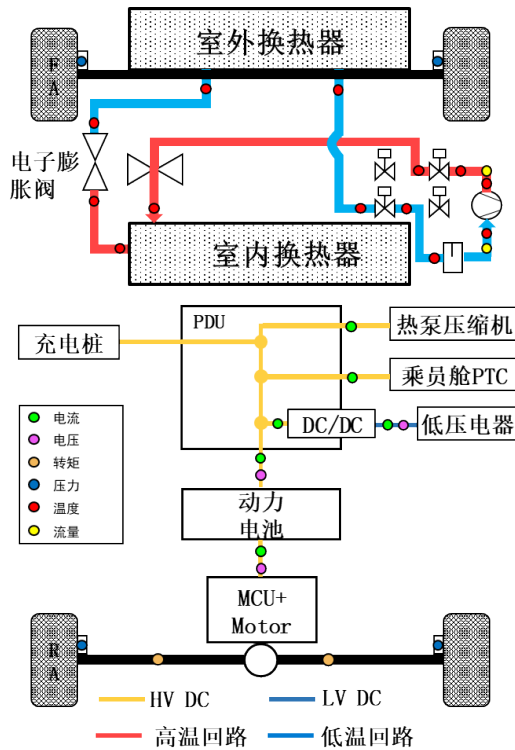 室外换热器
F
A
电子膨
胀阀
室内换热器
PDU
热泵压缩机
充电桩
乘员舱PTC
DC/DC
低压电器
电流
电压
转矩
压力
温度
流量
动力
电池
MCU+
Motor
R
A
HV DC
LV DC
高温回路
低温回路